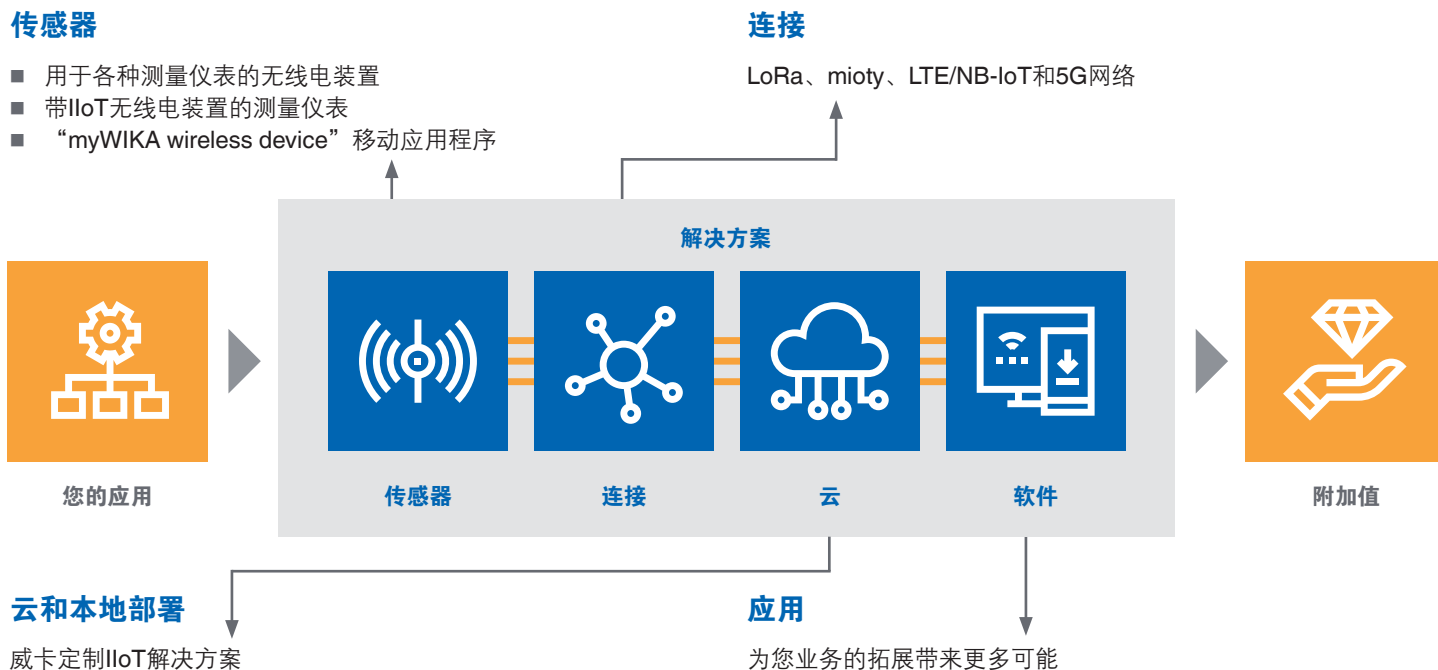 传感器
■ 用于各种测量仪表的无线电装置
■ 带IIoT无线电装置的测量仪表
■ “myWIKA wireless device”移动应用程序
连接
LoRa、mioty、LTE/NB-IoT和5G网络
解决方案
您的应用
传感器
连接
云
软件
附加值
云和本地部署
威卡定制IIoT解决方案
应用
为您业务的拓展带来更多可能